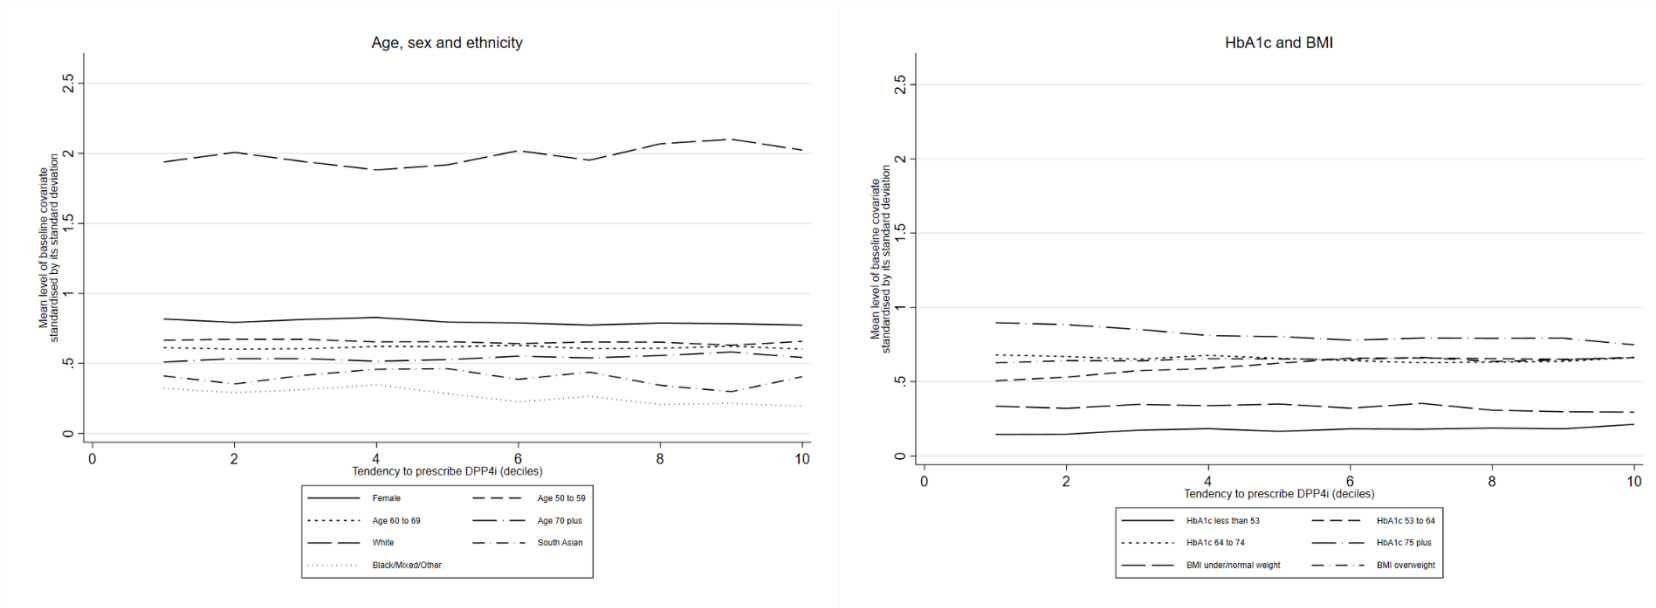 Age, sex and ethnicity
Mean level of baseline covariate
standardised by its standard deviation
2.5
2
1.5
1
.5
0
0 2 4 6 8 10
Tendency to prescribe DPP4i (deciles)
Female Age 50 to 59
Age 60 to 69 Age 70 plus
White South Asian
Black/Mixed/Other
HbA1c and BMI
Mean level of baseline covariate
standardised by its standard deviation
2.5
2
1.5
1
.5
0
0 2 4 6 8 10
Tendency to prescribe DPP4i (deciles)
HbA1c less than 53 HbA1c 53 to 64
HbA1c 64 to 74 HbA1c 75 plus
BMI under/normal weight BMI overweight